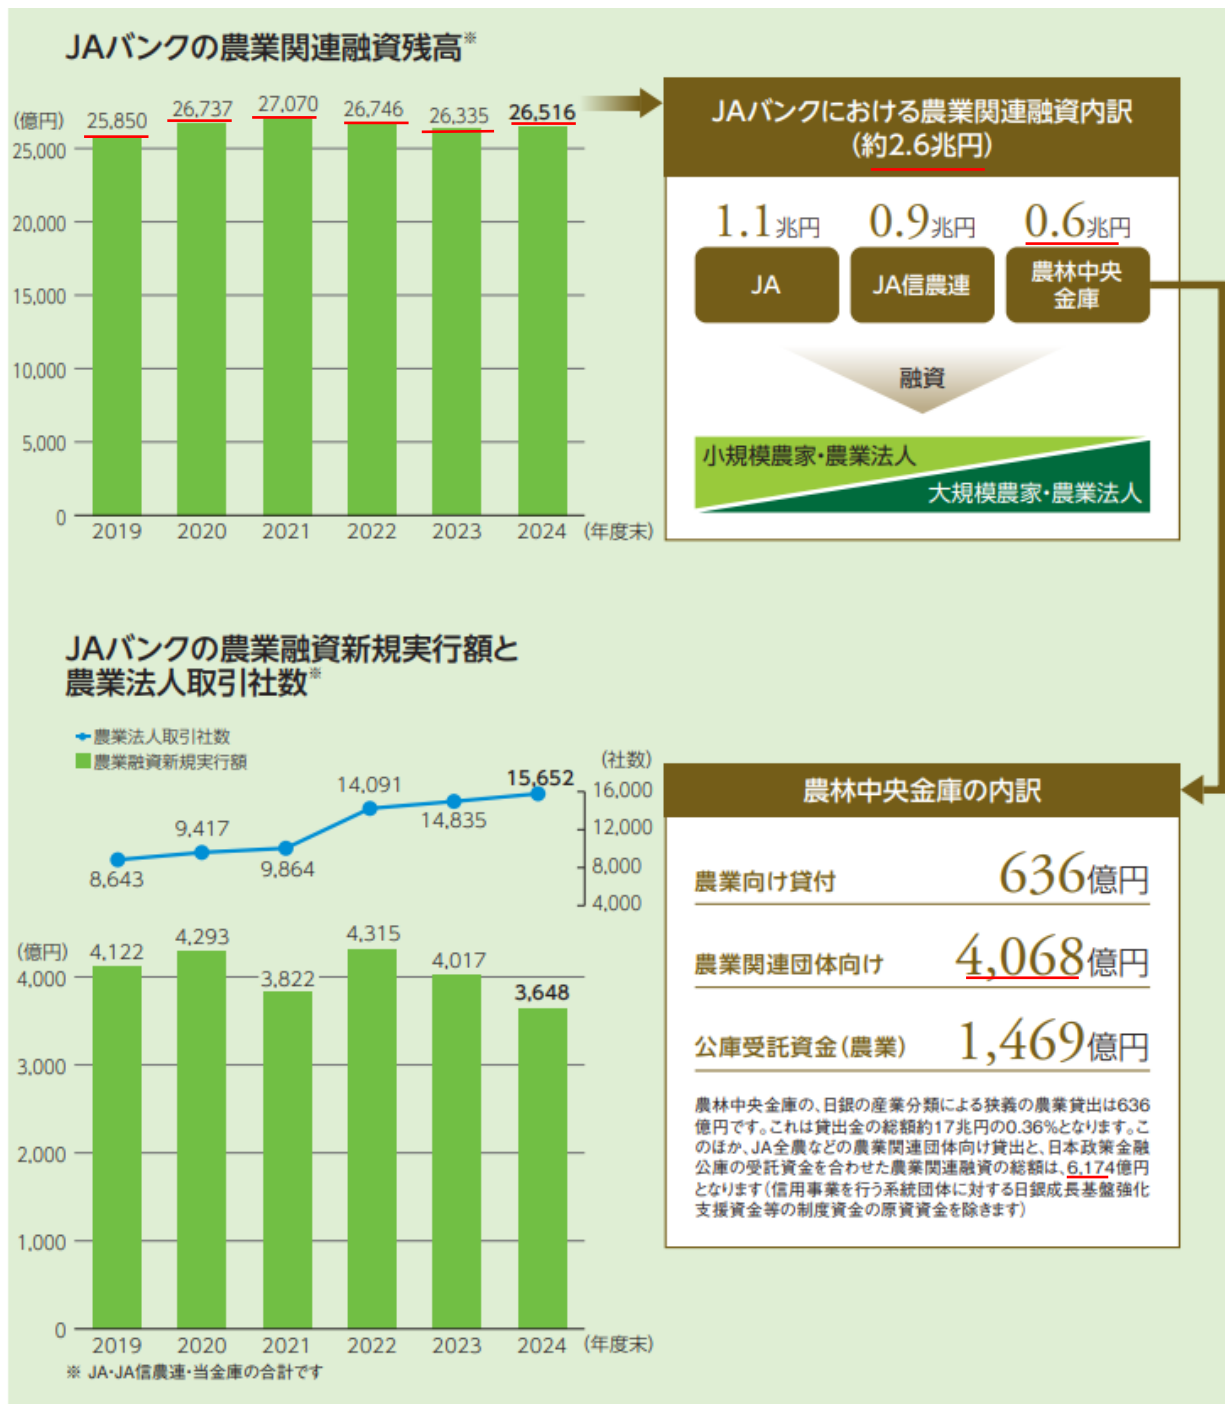 JAバンクの農業関連融資残高※
(億円)
25,850
26,737
27,070
26,746
26,335
26,516
25,000
20,000
15,000
10,000
5,000
0
2019
2020
2021
2022
2023
2024
(年度末)
JAバンクにおける農業関連融資内訳
(約2.6兆円)
1.1兆円
0.9兆円
0.6兆円
JA
JA信農連
農林中央
金庫
融資
小規模農家・農業法人
大規模農家・農業法人
JAバンクの農業融資新規実行額と
農業法人取引社数※
農業法人取引社数
農業融資新規実行額
(社数)
16,000
12,000
8,000
4,000
8,643
9,417
9,864
14,091
14,835
15,652
(億円)
4,122
4,293
3,822
4,315
4,017
3,648
4,000
3,000
2,000
1,000
0
2019
2020
2021
2022
2023
2024
(年度末)
※ JA・JA信農連・当金庫の合計です
農林中央金庫の内訳
農業向け貸付 636億円
農業関連団体向け 4,068億円
公庫受託資金(農業) 1,469億円
農林中央金庫の、日銀の産業分類による狭義の農業貸出は636
億円です。これは貸出金の総額約17兆円の0.36%となります。こ
のほか、JA全農などの農業関連団体向け貸出と、日本政策金融
公庫の受託資金を合わせた農業関連融資の総額は、6,174億円
となります(信用事業を行う系統団体に対する日銀成長基盤強化
支援資金等の制度資金の原資資金を除きます)